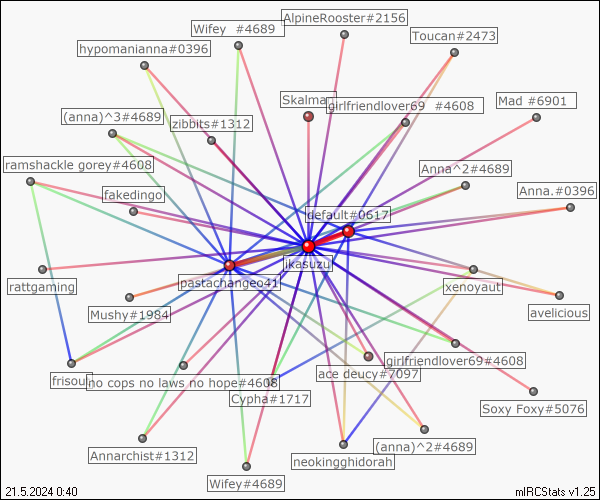 AlpineRooster#2156
Wifey  #4689
Toucan#2473
hypomanianna#0396
Skalman
girlfriendlover69  #4608
Mad #6901
(anna)^3#4689
zibbits#1312
ramshackle gorey#4608
Anna^2#4689
fakedingo
Anna.#0396
default#0617
ikasuzu
pastachangeo41
rattgaming
xenoyaut
avelicious
Mushy#1984
girlfriendlover69#4608
frisoul
no cops no laws no hope#4608
ace deucy#7097
Cypha#1717
Soxy Foxy#5076
Annarchist#1312
(anna)^2#4689
neokingghidorah
Wifey#4689
21.5.2024 0:40
mIRCStats v1.25